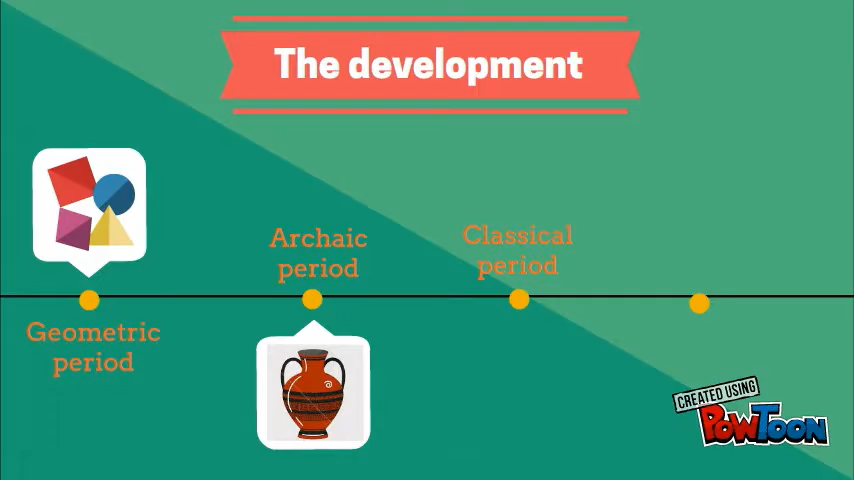 The development
Archaic
period
Classical
period
Geometric
period
CREATED USING
POWTOON